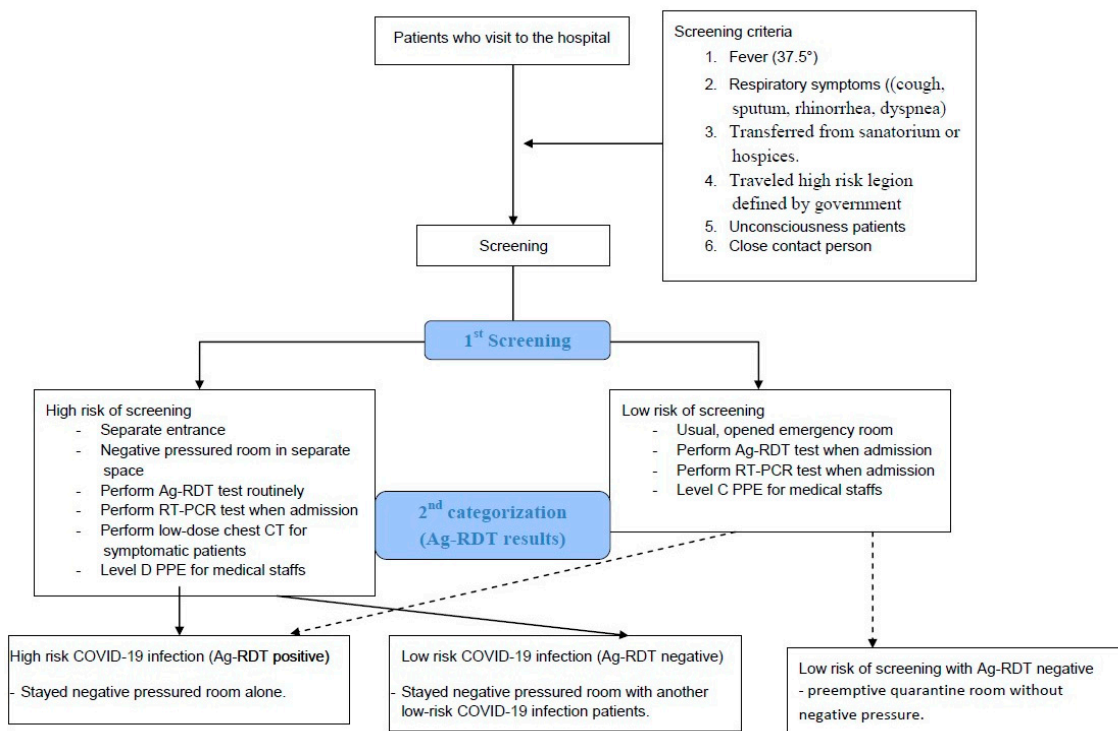 Patients who visit to the hospital
Screening criteria
1. Fever (37.5°)
2. Respiratory symptoms ((cough,
sputum, rhinorrhea, dyspnea)
3. Transferred from sanatorium or
hospices.
4. Traveled high risk legion
defined by government
5. Unconsciousness patients
6. Close contact person
Screening
1st Screening
High risk of screening
- Separate entrance
- Negative pressured room in separate
space
- Perform Ag-RDT test routinely
- Perform RT-PCR test when admission
- Perform low-dose chest CT for
symptomatic patients
- Level D PPE for medical staffs
Low risk of screening
- Usual, opened emergency room
- Perform Ag-RDT test when admission
- Perform RT-PCR test when admission
- Level C PPE for medical staffs
2nd categorization
(Ag-RDT results)
High risk COVID-19 infection (Ag-RDT positive)
- Stayed negative pressured room alone.
Low risk COVID-19 infection (Ag-RDT negative)
- Stayed negative pressured room with another
low-risk COVID-19 infection patients.
Low risk of screening with Ag-RDT negative
- preemptive quarantine room without
negative pressure.